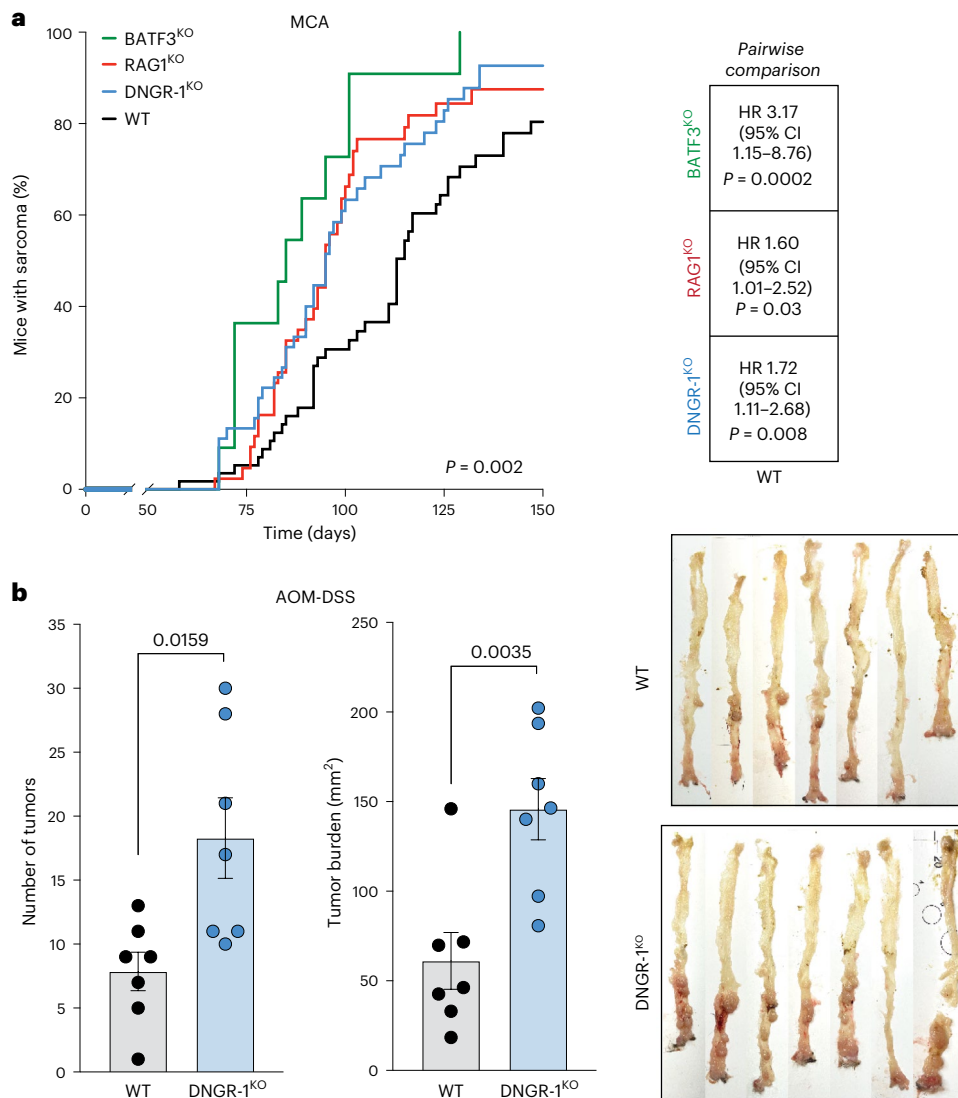 a
MCA
100
80
60
40
20
0
Mice with sarcoma (%)
BATF3KO
RAG1KO
DNGR-1KO
WT
P = 0.002
0 50 75 100 125 150
Time (days)
Pairwise
comparison
BATF3KO
HR 3.17
(95% CI
1.15–8.76)
P = 0.0002
RAG1KO
HR 1.60
(95% CI
1.01–2.52)
P = 0.03
DNGR-1KO
HR 1.72
(95% CI
1.11–2.68)
P = 0.008
WT
b
AOM-DSS
35
30
25
20
15
10
5
0
Number of tumors
0.0159
WT DNGR-1KO
250
200
150
100
50
0
Tumor burden (mm2)
0.0035
WT DNGR-1KO
WT
DNGR-1KO
20